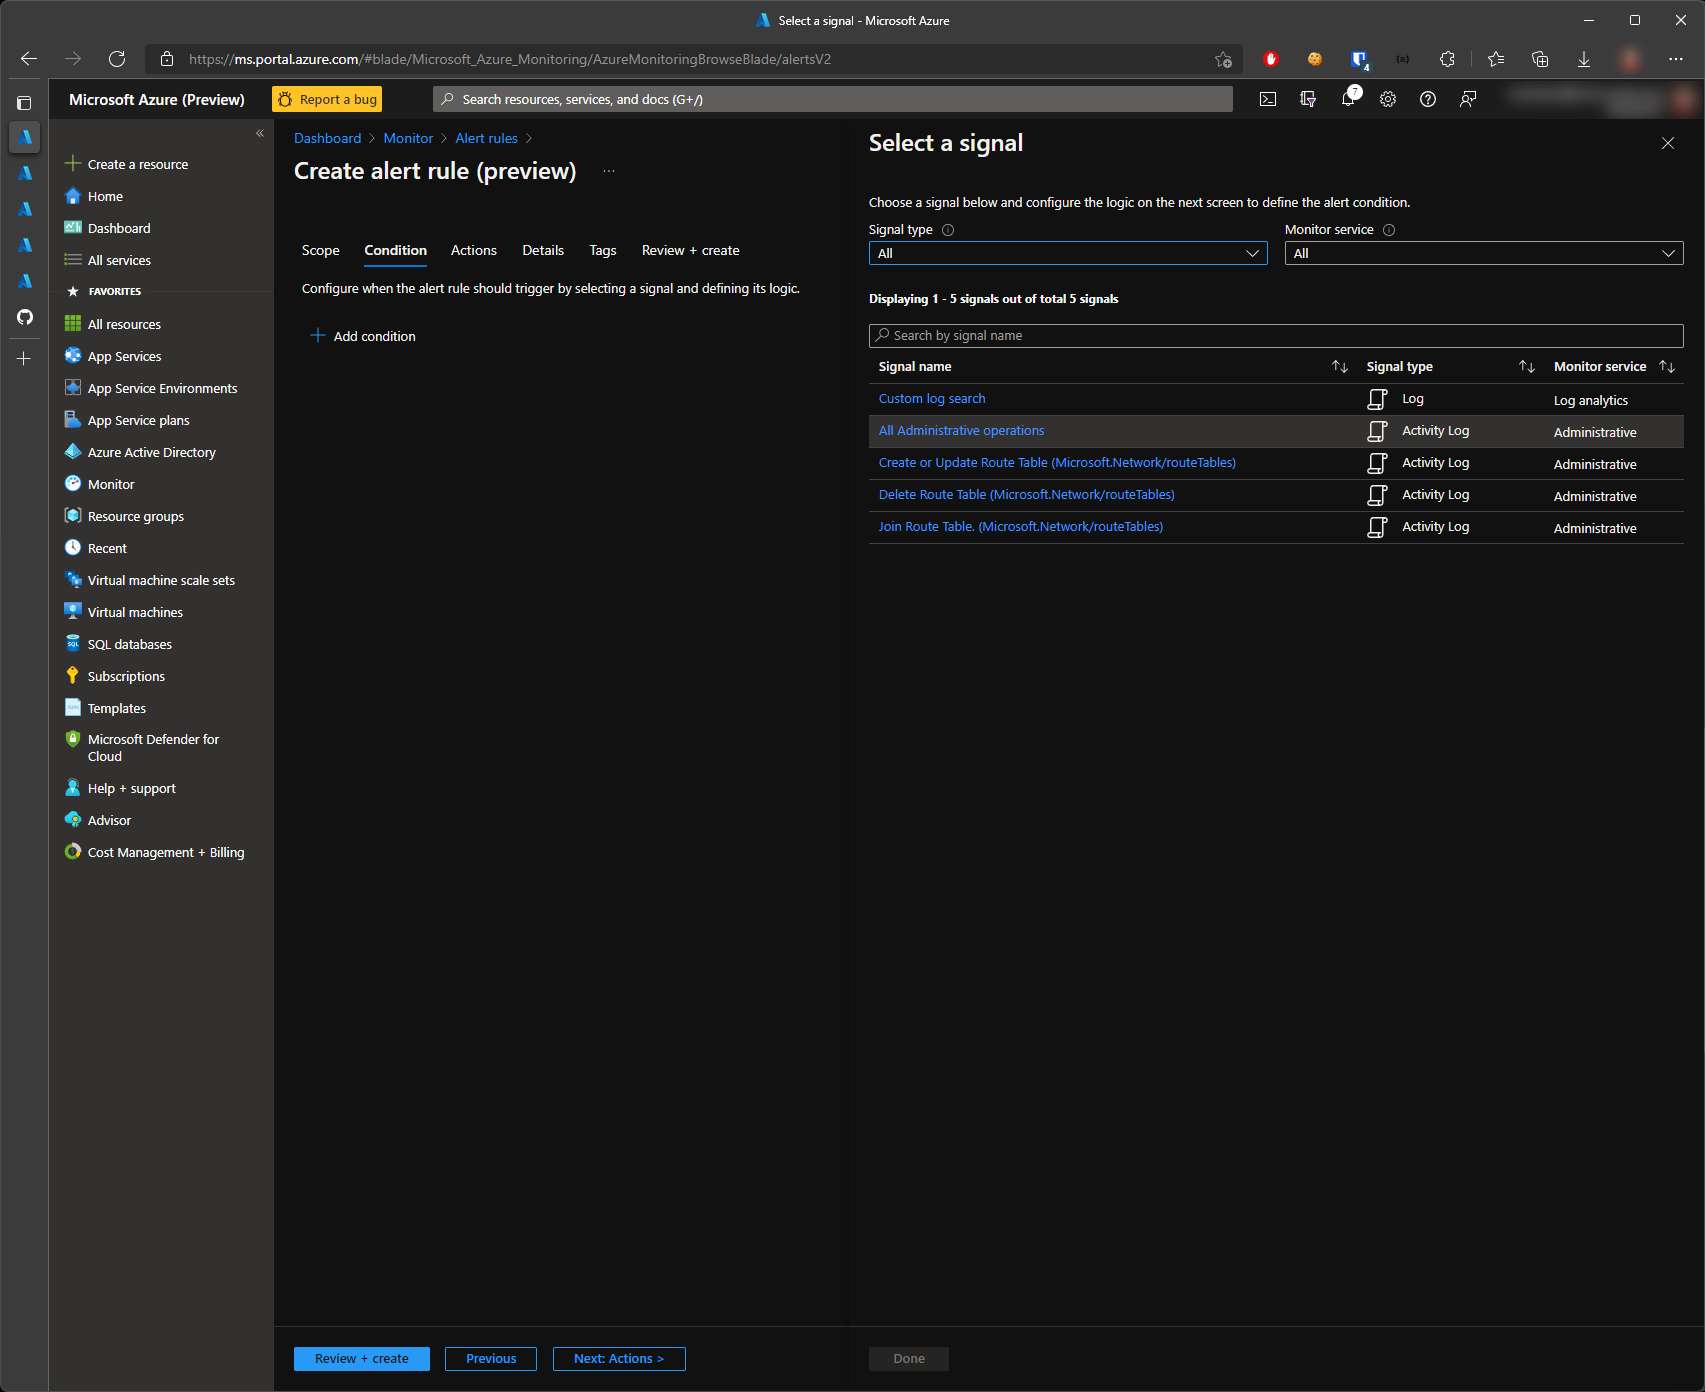 Select a signal - Microsoft Azure
https://ms.portal.azure.com/#blade/Microsoft_Azure_Monitoring/AzureMonitoringBrowseBlade/alertsV2
4
Microsoft Azure (Preview)
Report a bug
Search resources, services, and docs (G+/)
7
Create a resource
Home
Dashboard
All services
FAVORITES
All resources
App Services
App Service Environments
App Service plans
Azure Active Directory
Monitor
Resource groups
Recent
Virtual machine scale sets
Virtual machines
SQL
SQL databases
Subscriptions
Templates
Microsoft Defender for
Cloud
Help + support
Advisor
Cost Management + Billing
Dashboard > Monitor > Alert rules >
Create alert rule (preview) ...
Scope Condition Actions Details Tags Review + create
Configure when the alert rule should trigger by selecting a signal and defining its logic.
+ Add condition
Review + create Previous Next: Actions >
Select a signal
Choose a signal below and configure the logic on the next screen to define the alert condition.
Signal type Monitor service
All All
Displaying 1 - 5 signals out of total 5 signals
Search by signal name
Signal name Signal type Monitor service
Custom log search Log Log analytics
All Administrative operations Activity Log Administrative
Create or Update Route Table (Microsoft.Network/routeTables) Activity Log Administrative
Delete Route Table (Microsoft.Network/routeTables) Activity Log Administrative
Join Route Table. (Microsoft.Network/routeTables) Activity Log Administrative
Done